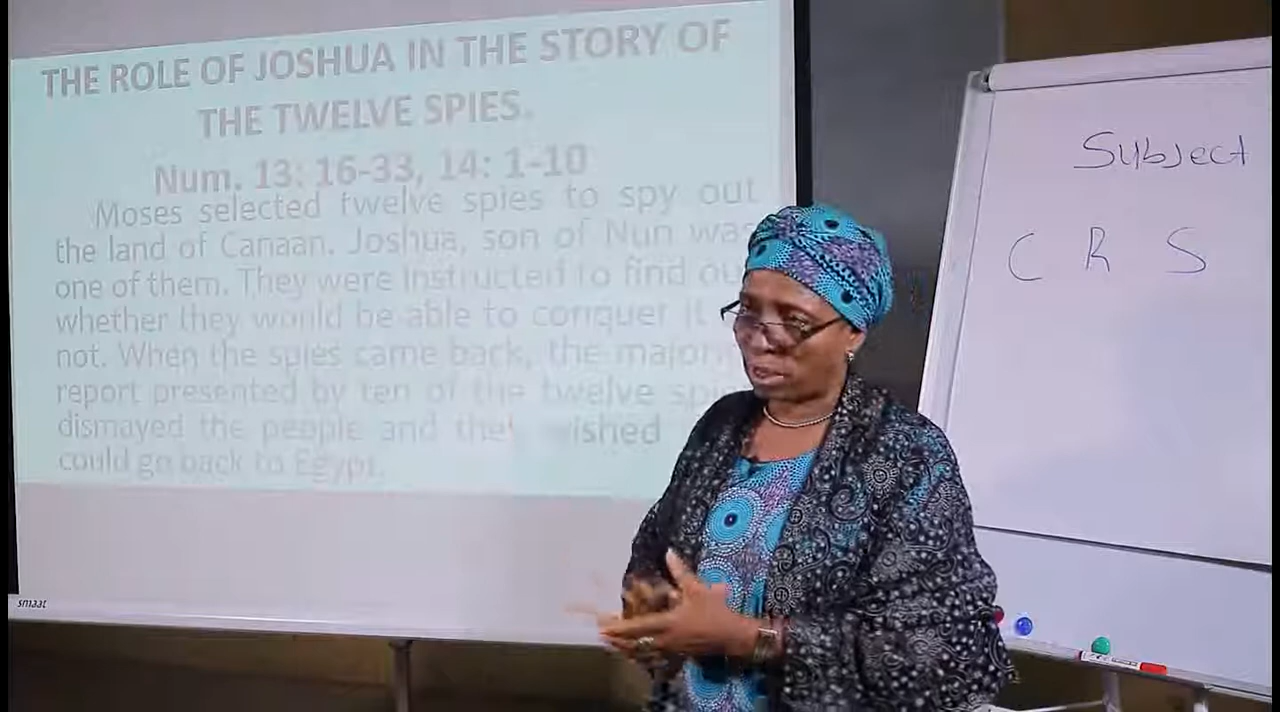 THE ROLE OF JOSHUA IN THE STORY OF
THE TWELVE SPIES.
Num. 13: 16-33, 14: 1-10
Moses selected twelve spies to spy out
the land of Canaan. Joshua, son of Nun was
one of them. They were instructed to find
whether they would be able to conquer it
not. When the spies came back, the
report presented by ten of the twelve
dismayed the people and
could go back to Egypt.
smaat
Subject
C R S